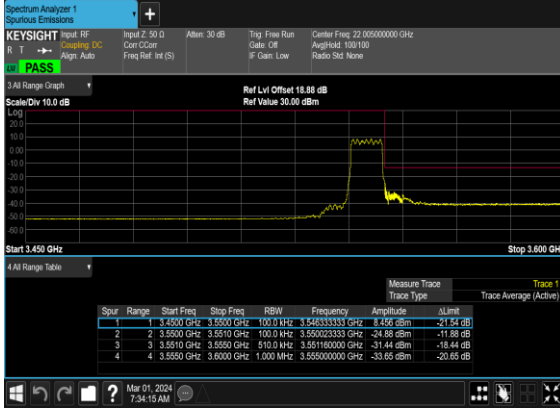 Spectrum Analyzer 1
Spurious Emissions
+
KEYSIGHT Input: RF Input Z: 50 Ω Atten: 30 dB Trig: Free Run Center Freq: 22.005000000 GHz
R T Coupling: DC Corr CCorr Gate: Off Avg|Hold: 100/100
Align: Auto Freq Ref: Int (S) IF Gain: Low Radio Std: None
PASS
3 All Range Graph
Ref Lvl Offset 18.88 dB
Scale/Div 10.0 dB Ref Value 30.00 dBm
Log
20.0
10.0
0.00
-10.0
-20.0
-30.0
-40.0
-50.0
-60.0
Start 3.450 GHz Stop 3.600 GH
4 All Range Table
Measure Trace Trace 1
Trace Type Trace Average (Active)
Spur Range Start Freq Stop Freq RBW Frequency Amplitude ΔLimit
1 1 3.4500 GHz 3.5500 GHz 100.0 kHz 3.546333333 GHz 8.456 dBm -21.54 dB
2 2 3.5500 GHz 3.5510 GHz 100.0 kHz 3.550023333 GHz -24.88 dBm -11.88 dB
3 3 3.5510 GHz 3.5550 GHz 510.0 kHz 3.551160000 GHz -31.44 dBm -18.44 dB
4 4 3.5550 GHz 3.6000 GHz 1.000 MHz 3.555000000 GHz -33.65 dBm -20.65 dB
? Mar 01, 2024
7:34:15 AM